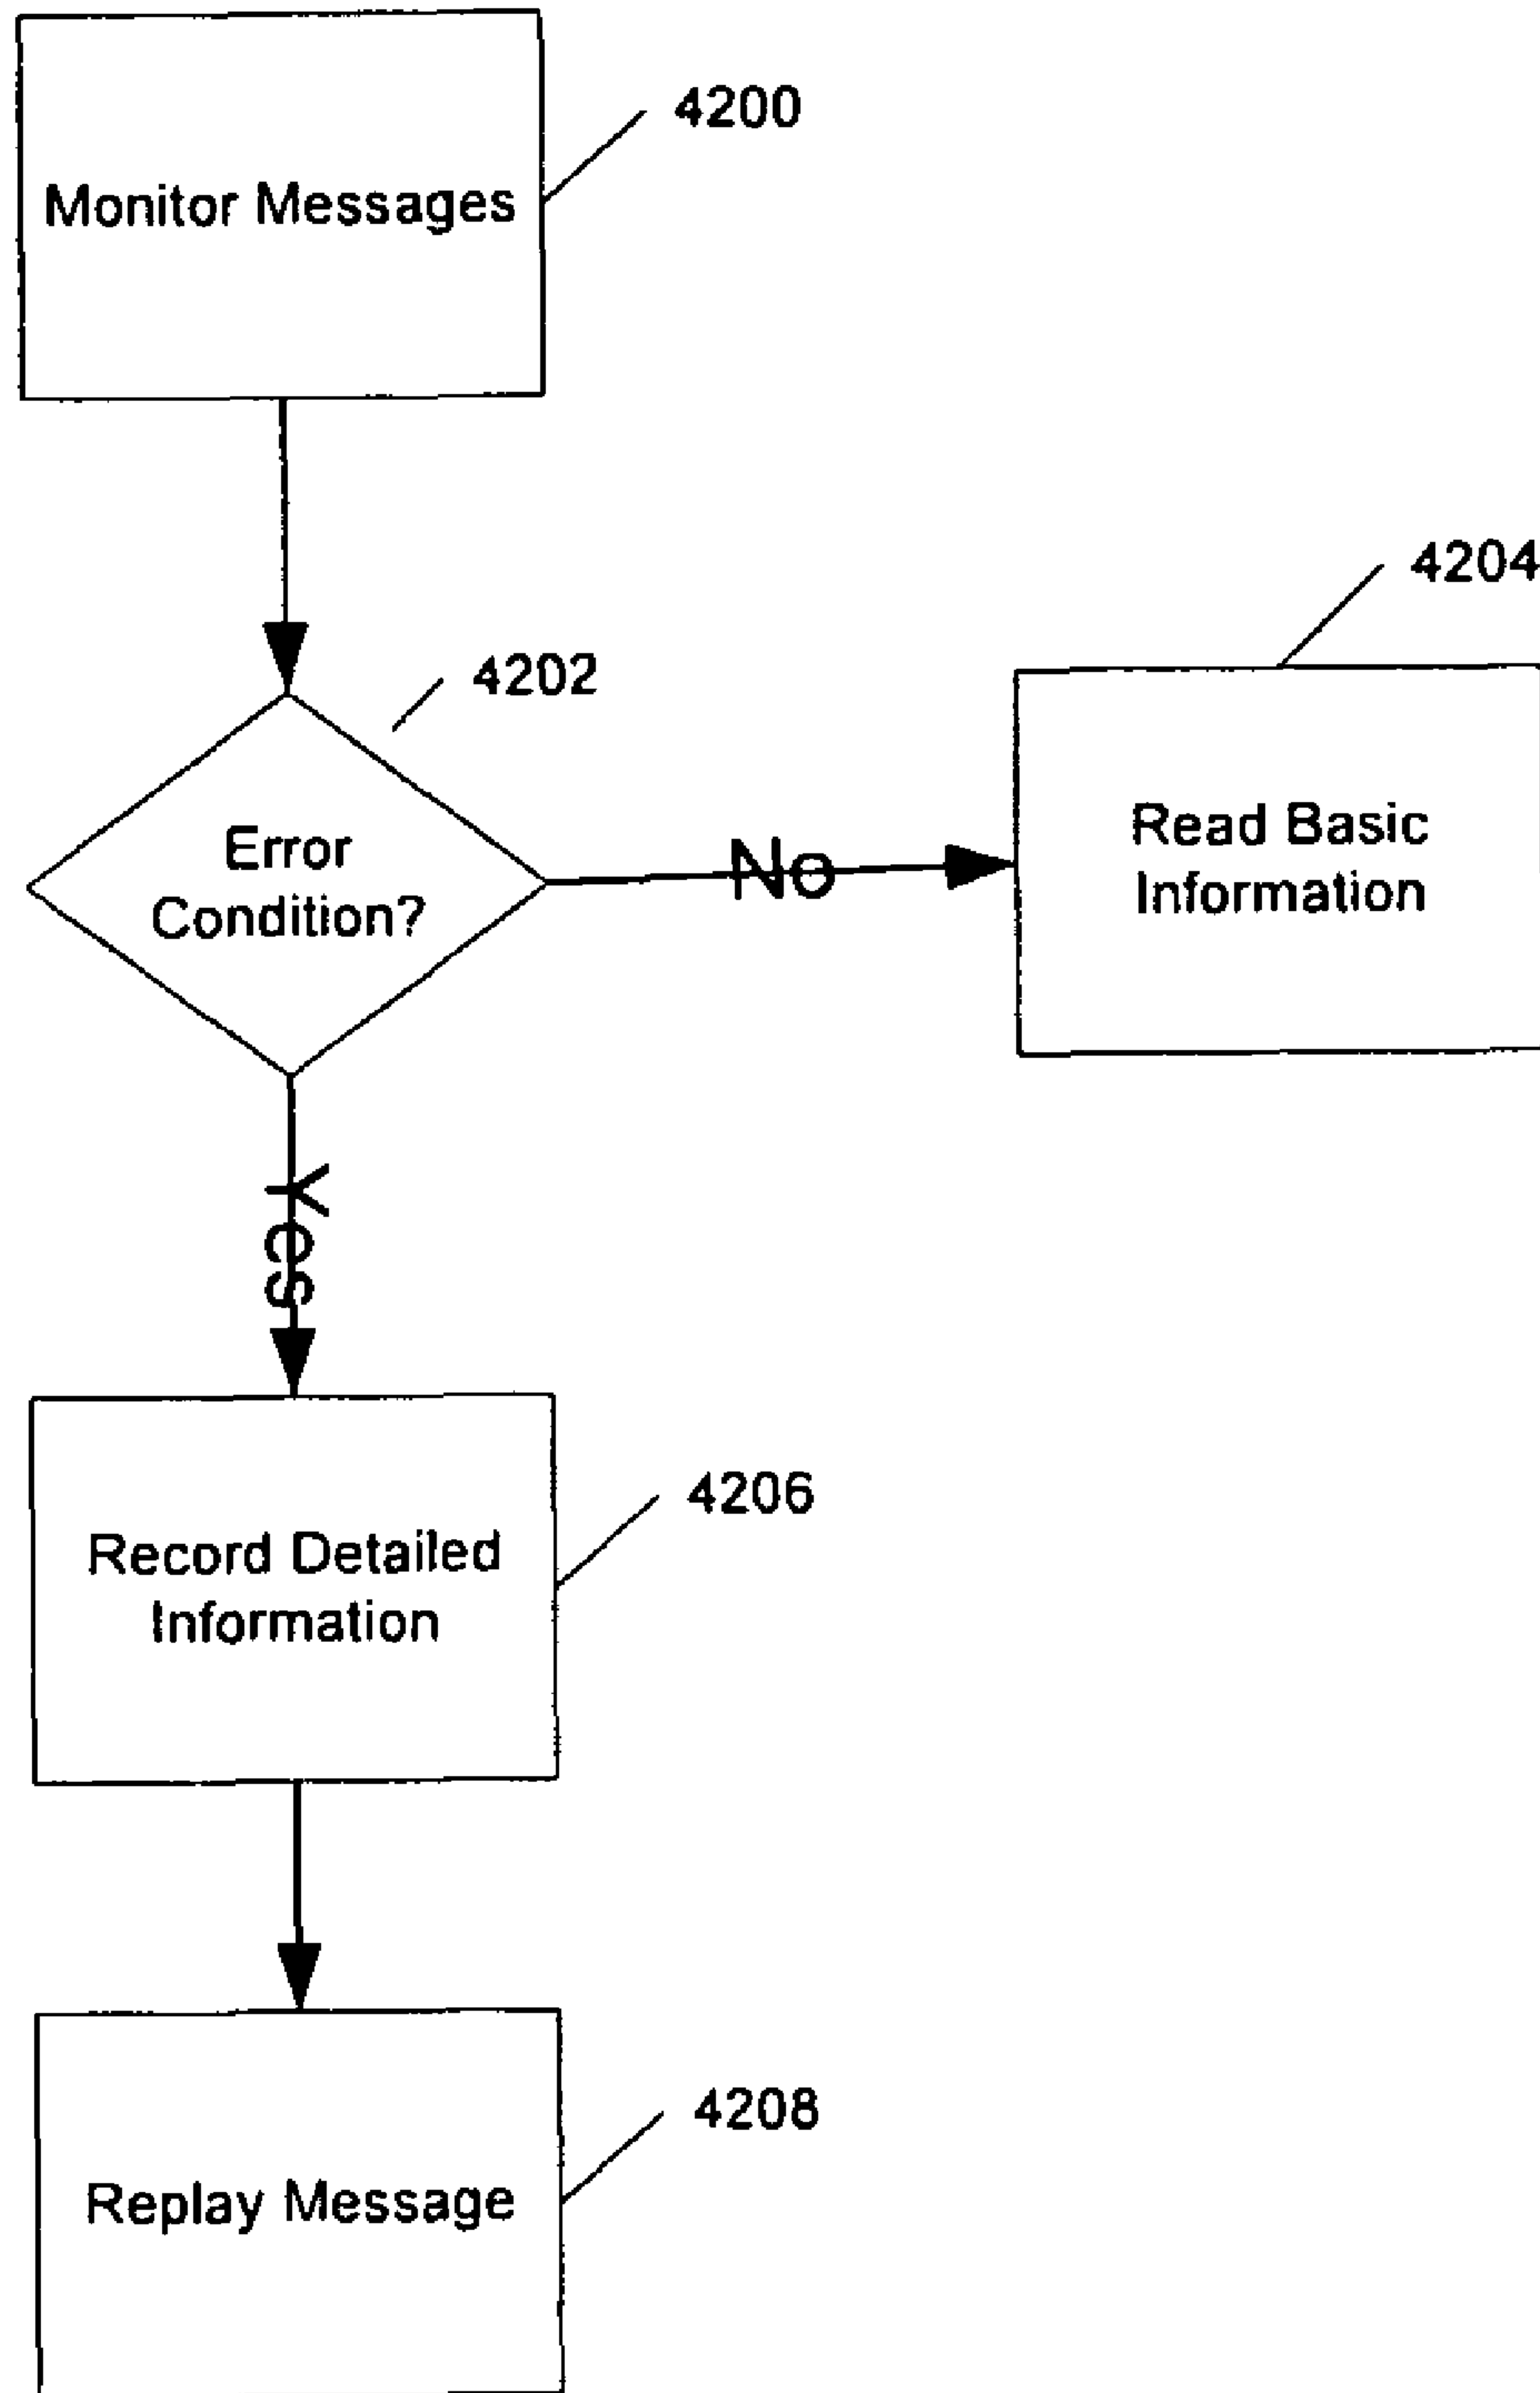 4200
Monitor Messages
4204
4202
Error
Condition?
No
Read Basic
Information
Yes
4206
Record Detailed
Information
4208
Replay Message